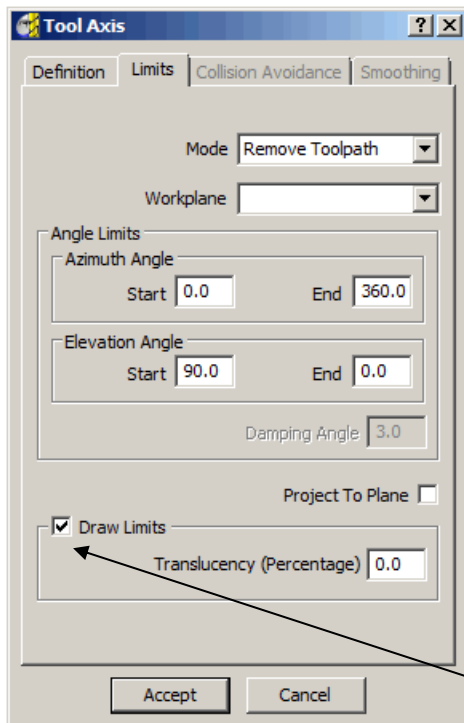 Tool Axis
Definition Limits Collision Avoidance Smoothing
Mode Remove Toolpath
Workplane
Angle Limits
Azimuth Angle
Start 0.0 End 360.0
Elevation Angle
Start 90.0 End 0.0
Damping Angle 3.0
Project To Plane
Draw Limits
Translucency (Percentage) 0.0
Accept Cancel